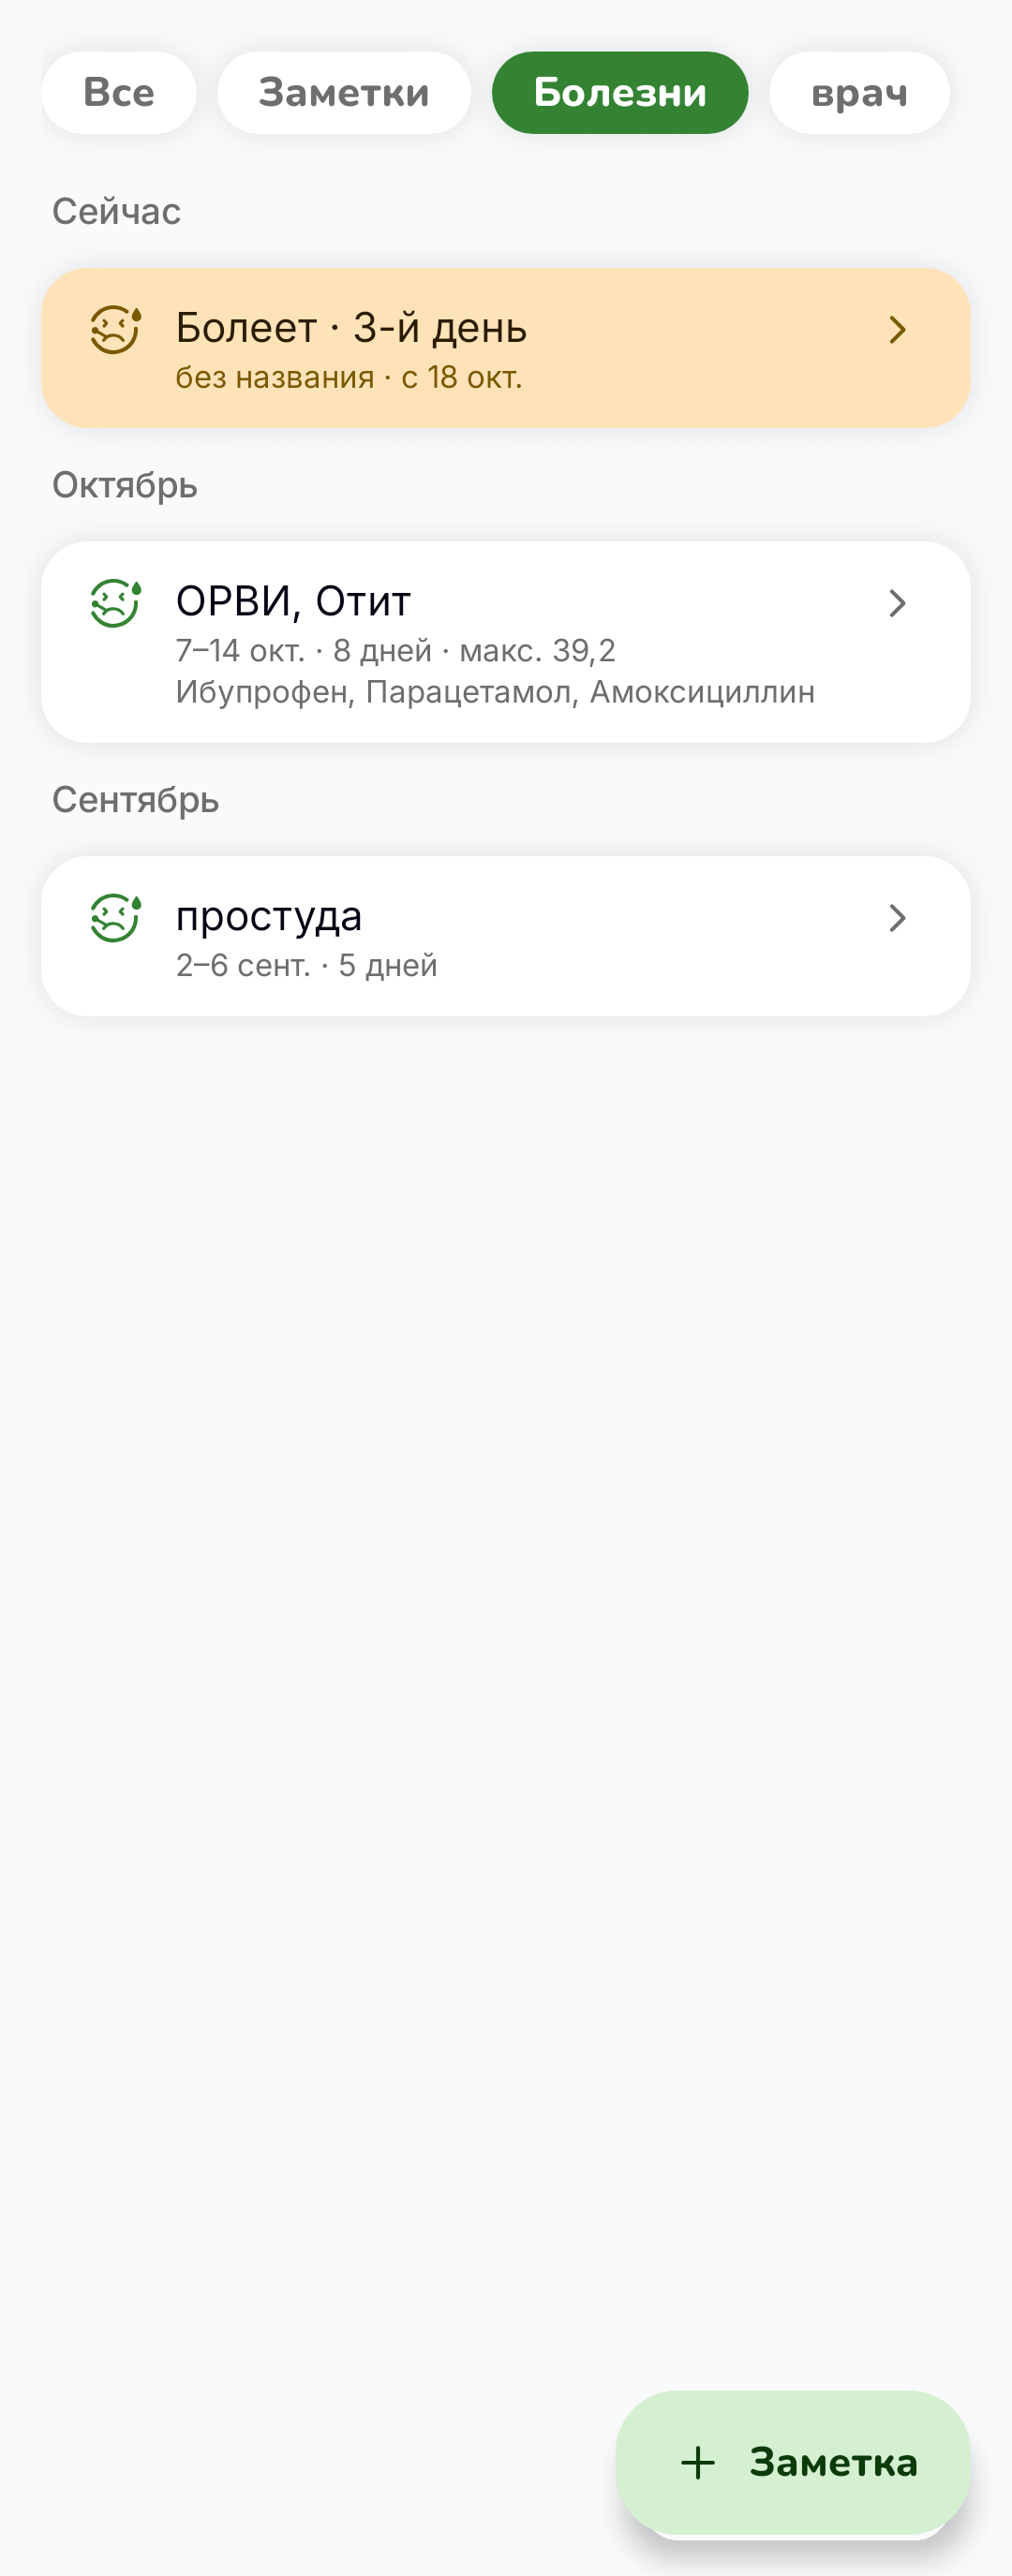 Все Заметки Болезни врач
Сейчас
Болеет · 3-й день
без названия · с 18 окт.
Октябрь
ОРВИ, Отит
7–14 окт. · 8 дней · макс. 39,2
Ибупрофен, Парацетамол, Амоксициллин
Сентябрь
простуда
2–6 сент. · 5 дней
+ Заметка